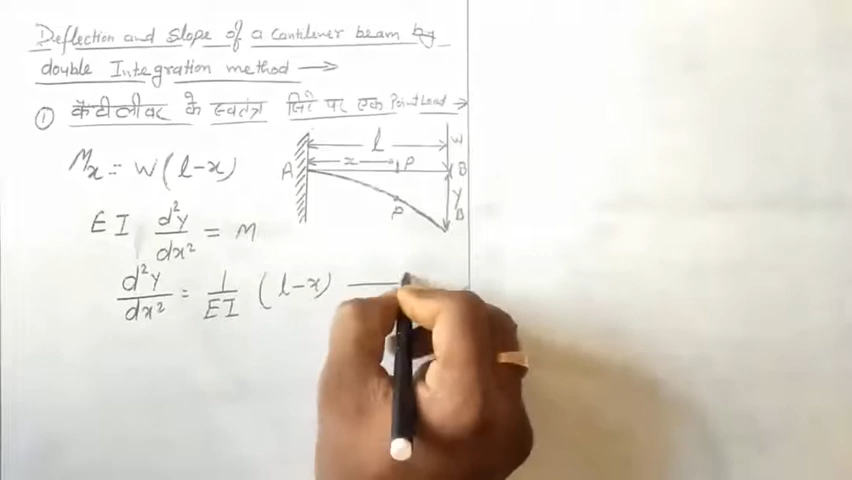 Deflection and slope of a cantilever beam by
double Integration method →
① कैंटीलीवर के स्वतंत्र सिरे पर एक Point Load →
l
W
x
P
A
B
Mx = W(l-x)
P
Y
B
EI d²y/dx² = M
d²y/dx² = 1/EI (l-x)